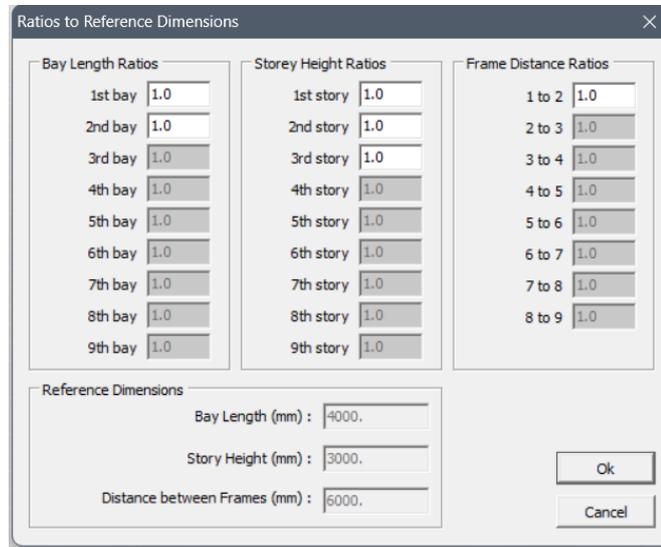 Ratios to Reference Dimensions
Bay Length Ratios
1st bay 1.0
2nd bay 1.0
3rd bay 1.0
4th bay 1.0
5th bay 1.0
6th bay 1.0
7th bay 1.0
8th bay 1.0
9th bay 1.0
Storey Height Ratios
1st story 1.0
2nd story 1.0
3rd story 1.0
4th story 1.0
5th story 1.0
6th story 1.0
7th story 1.0
8th story 1.0
9th story 1.0
Frame Distance Ratios
1 to 2 1.0
2 to 3 1.0
3 to 4 1.0
4 to 5 1.0
5 to 6 1.0
6 to 7 1.0
7 to 8 1.0
8 to 9 1.0
Reference Dimensions
Bay Length (mm) : 4000.
Story Height (mm) : 3000.
Distance between Frames (mm) : 6000.
Ok
Cancel